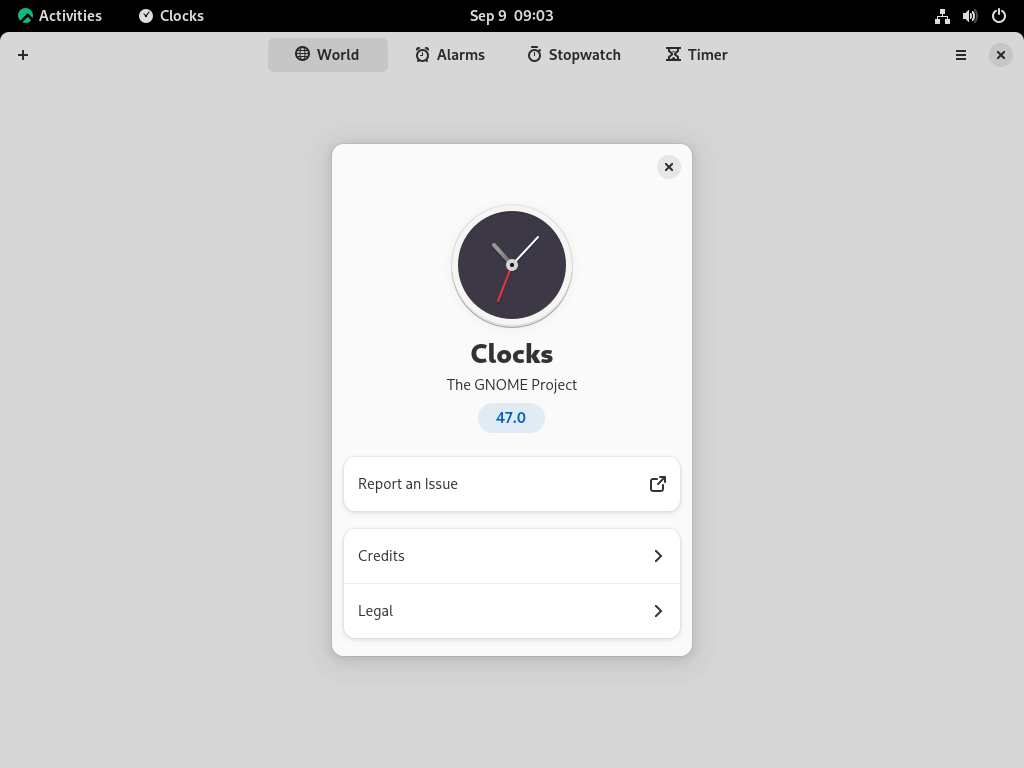 Activities Clocks Sep 9 09:03
World Alarms Stopwatch Timer
Clocks
The GNOME Project
47.0
Report an Issue
Credits
Legal